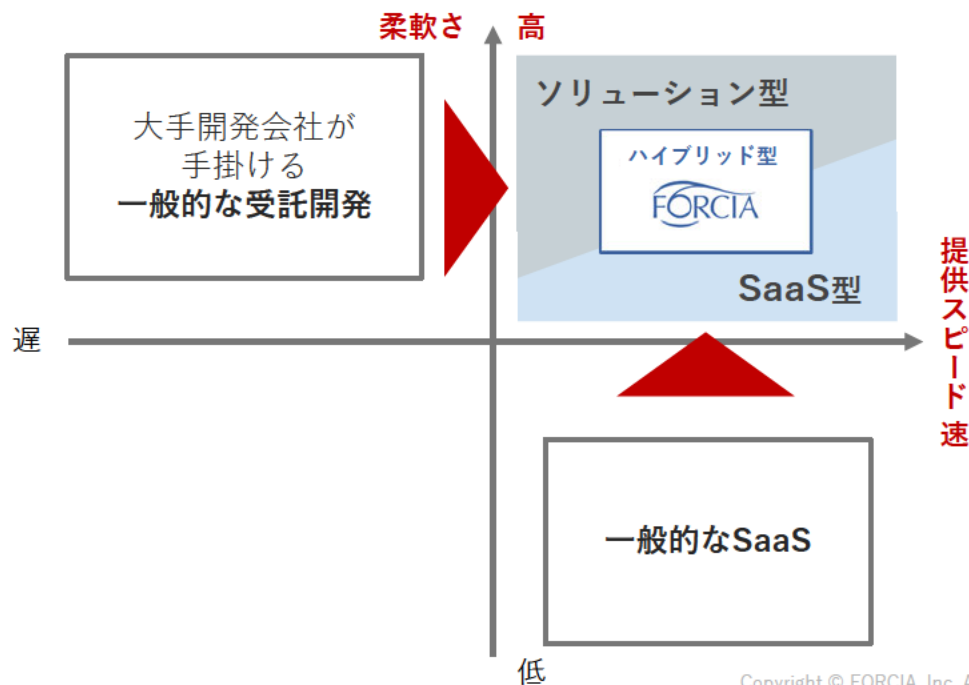 柔軟さ 高
大手開発会社が
手掛ける
一般的な受託開発
ソリューション型
ハイブリッド型
FORCIA
SaaS型
遅
提供スピード 速
一般的なSaaS
低
Copyright © FORCIA, Inc. A